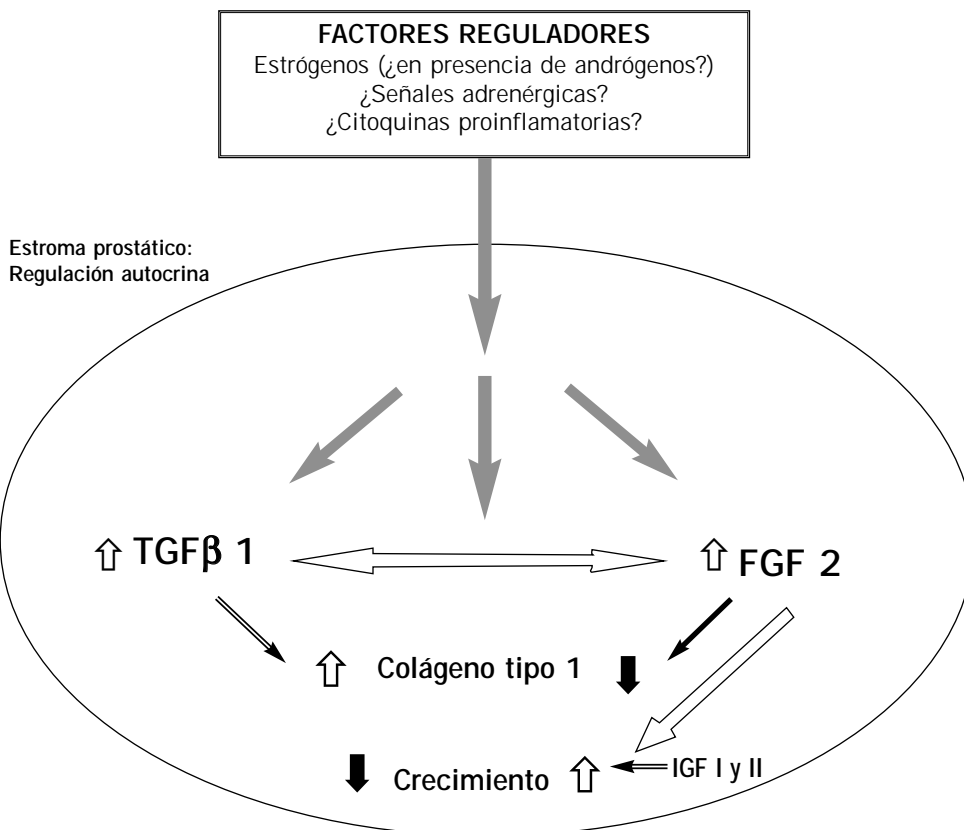 FACTORES REGULADORES
Estrógenos (¿en presencia de andrógenos?)
¿Señales adrenérgicas?
¿Citoquinas proinflamatorias?
Estroma prostático:
Regulación autocrina
TGFβ 1
FGF 2
Colágeno tipo 1
Crecimiento
IGF I y II